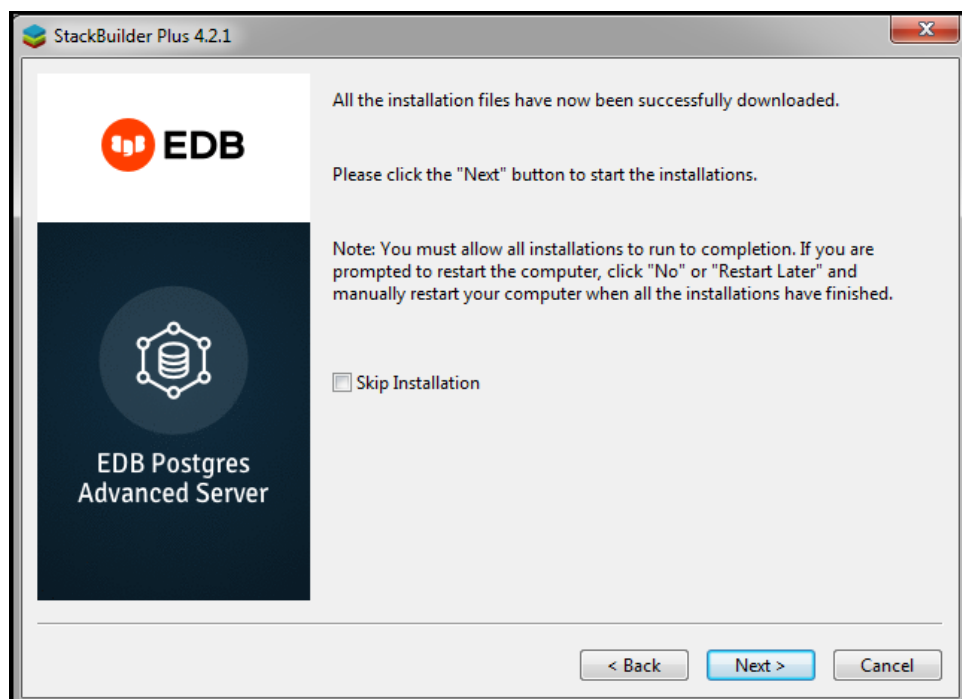 StackBuilder Plus 4.2.1
EDB
All the installation files have now been successfully downloaded.
Please click the "Next" button to start the installations.
Note: You must allow all installations to run to completion. If you are
prompted to restart the computer, click "No" or "Restart Later" and
manually restart your computer when all the installations have finished.
Skip Installation
EDB Postgres
Advanced Server
< Back
Next >
Cancel